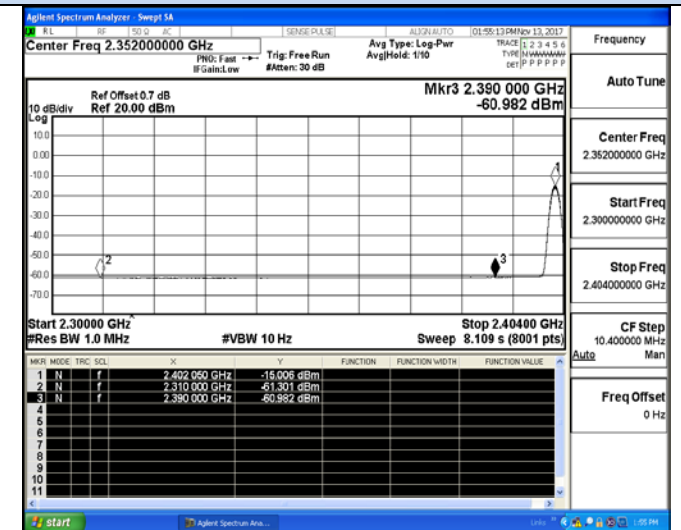 Agilent Spectrum Analyzer - Swept SA
RL RF 50 Ω AC SENSE:PULSE ALIGN AUTO 01:55:13 PM Nov 13, 2017
Center Freq 2.352000000 GHz
PNO: Fast
IFGain:Low
Trig: Free Run
#Atten: 30 dB
Avg Type: Log-Pwr
Avg|Hold: 1/10
TRACE 1 2 3 4 5 6
TYPE
DET P P P P P P
Ref Offset 0.7 dB
10 dB/div Ref 20.00 dBm
Log
Mkr3 2.390 000 GHz
-60.982 dBm
10.0
0.00
-10.0
-20.0
-30.0
-40.0
-50.0
-60.0
-70.0
1
2
3
Start 2.30000 GHz Stop 2.40400 GHz
#Res BW 1.0 MHz #VBW 10 Hz Sweep 8.109 s (8001 pts)
MKR MODE TRC SCL X Y FUNCTION FUNCTION WIDTH FUNCTION VALUE
1 N f 2.402 050 GHz -15.006 dBm
2 N f 2.310 000 GHz -61.301 dBm
3 N f 2.390 000 GHz -60.982 dBm
4
5
6
7
8
9
10
11
Frequency
Auto Tune
Center Freq
2.352000000 GHz
Start Freq
2.300000000 GHz
Stop Freq
2.404000000 GHz
CF Step
10.400000 MHz
Auto Man
Freq Offset
0 Hz
start Agilent Spectrum Ana... Links 1:55 PM